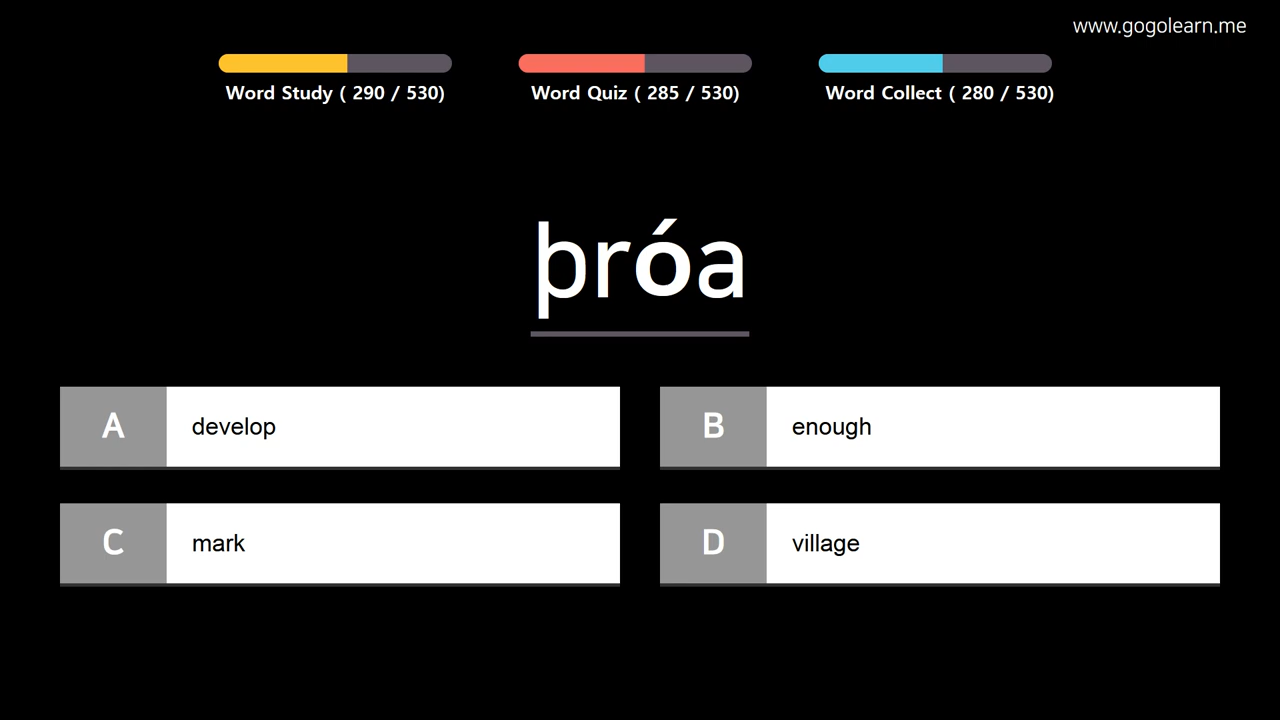 www.gogolearn.me
Word Study ( 290 / 530)
Word Quiz ( 285 / 530)
Word Collect ( 280 / 530)
þróa
A develop
B enough
C mark
D village